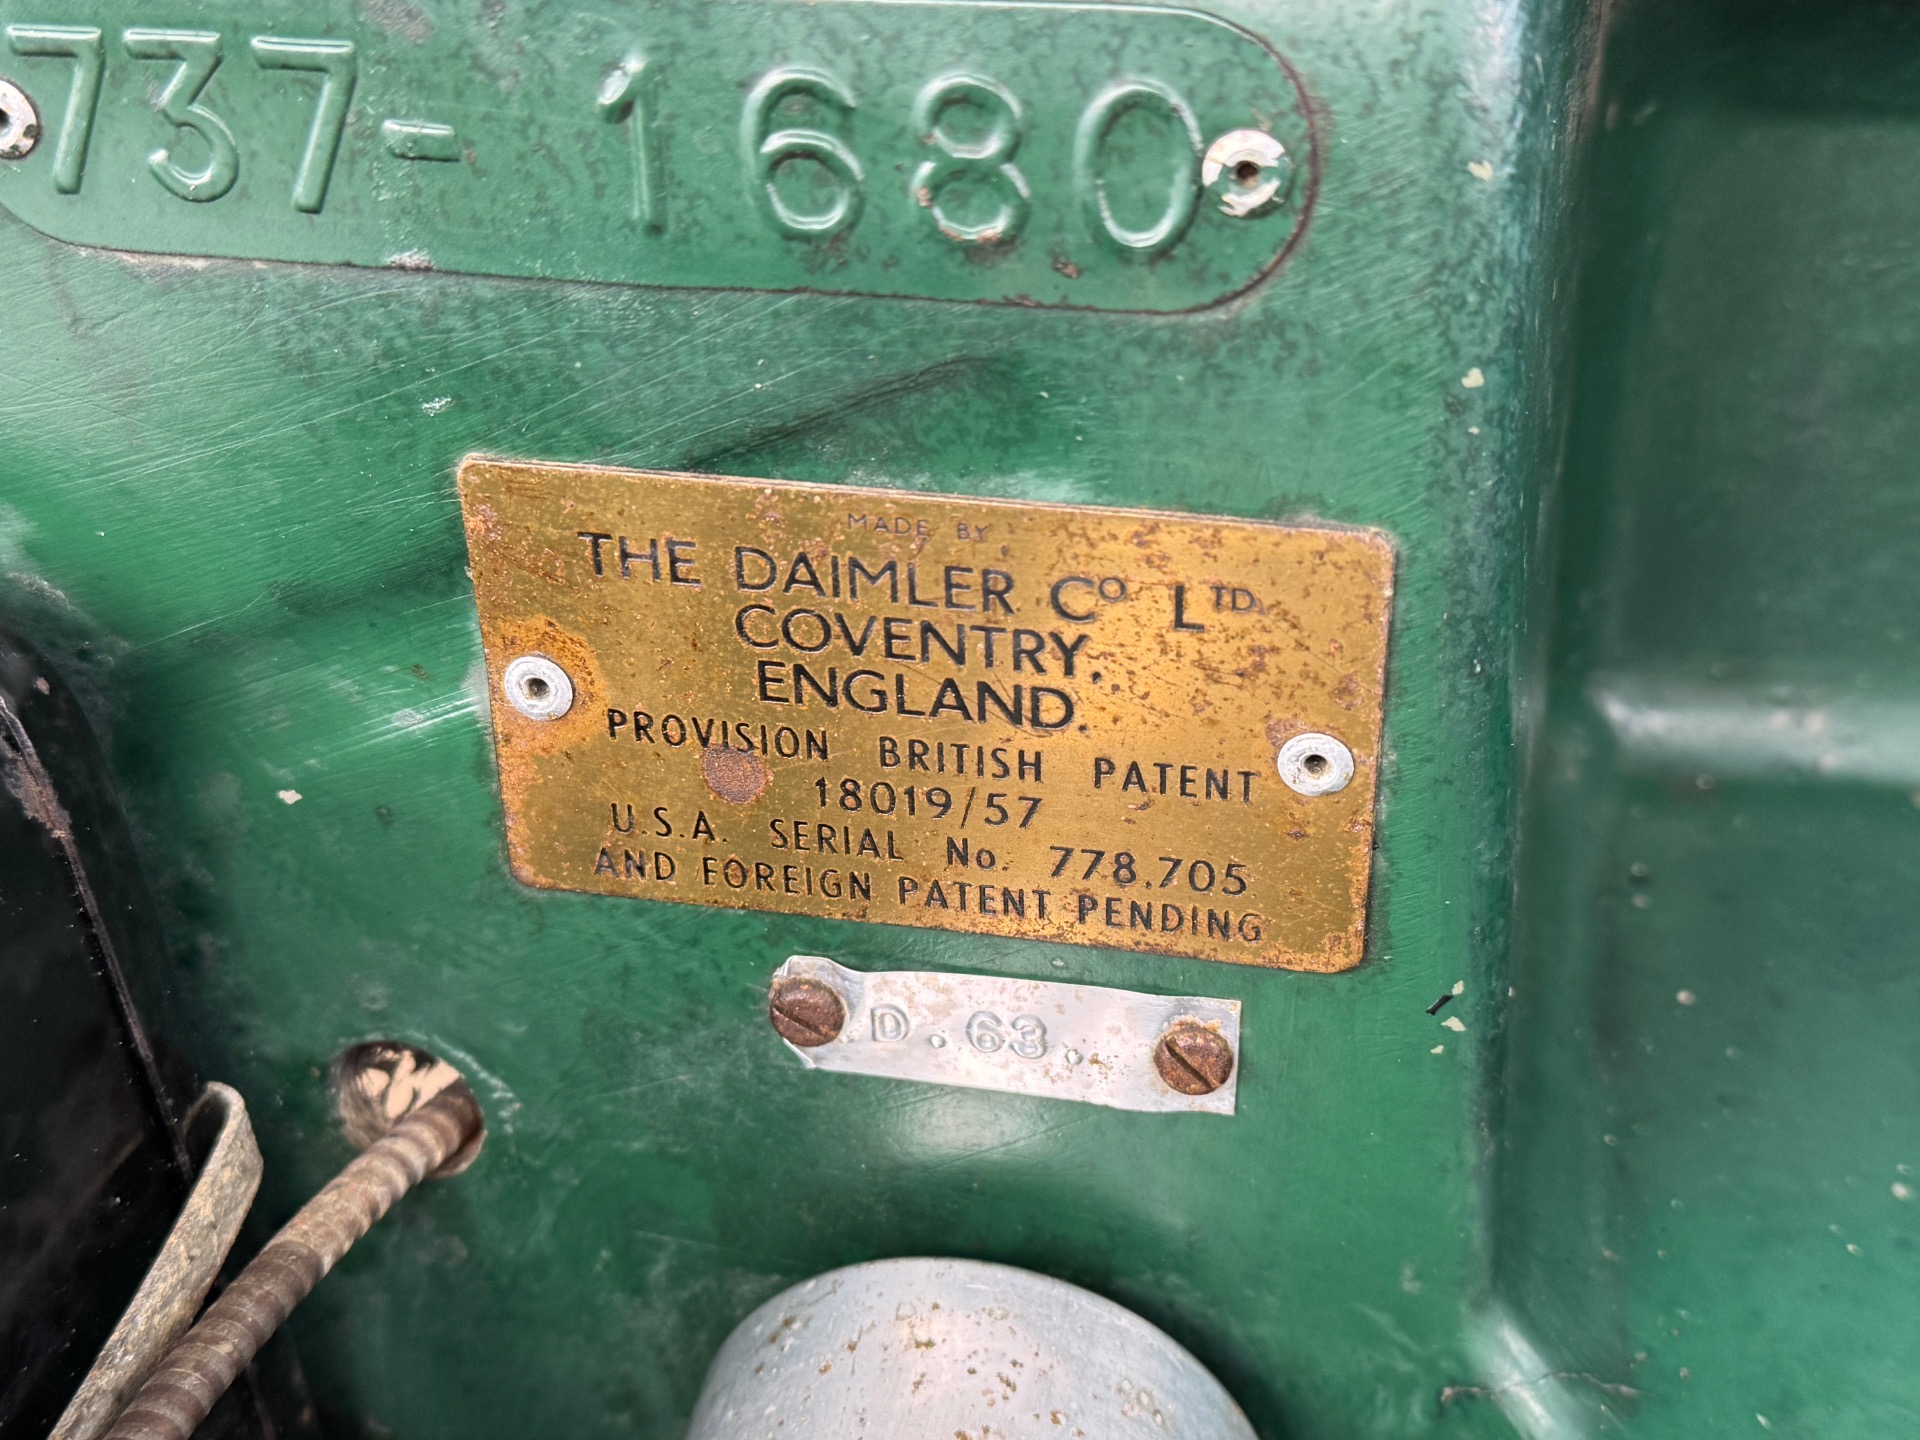 737-1680
MADE BY
THE DAIMLER Cº LTD.
COVENTRY.
ENGLAND.
PROVISION BRITISH PATENT
18019/57
U.S.A. SERIAL No. 778.705
AND FOREIGN PATENT PENDING
D.63.